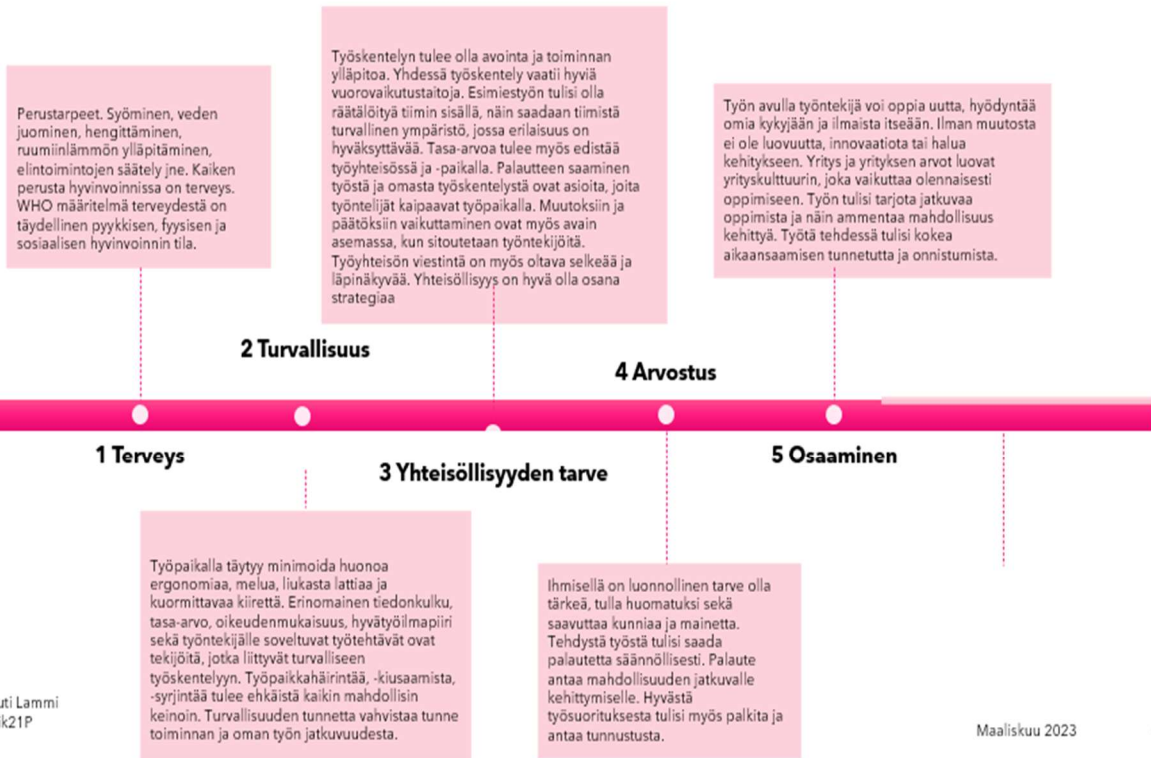 Perustarpeet. Syöminen, veden
juominen, hengittäminen,
ruumiinlämmön ylläpitäminen,
elintoimintojen säätely jne. Kaiken
perusta hyvinvoinnissa on terveys.
WHO määritelmä terveydestä on
täydellinen pyykkisen, fyysisen ja
sosiaalisen hyvinvoinnin tila.
Työskentelyn tulee olla avointa ja toiminnan
ylläpitoa. Yhdessä työskentely vaatii hyviä
vuorovaikutustaitoja. Esimiestyön tulisi olla
räätälöityä tiimin sisällä, näin saadaan tiimistä
turvallinen ympäristö, jossa erilaisuus on
hyväksyttävää. Tasa-arvoa tulee myös edistää
työyhteisössä ja -paikalla. Palautteen saaminen
työstä ja omasta työskentelystä ovat asioita, joita
työntelijät kaipaavat työpaikalla. Muutoksiin ja
päätöksiin vaikuttaminen ovat myös avain
asemassa, kun sitoutetaan työntekijöitä.
Työyhteisön viestintä on myös oltava selkeää ja
läpinäkyvää. Yhteisöllisyys on hyvä olla osana
strategiaa
Työn avulla työntekijä voi oppia uutta, hyödyntää
omia kykyjään ja ilmaista itseään. Ilman muutosta
ei ole luovuutta, innovaatiota tai halua
kehitykseen. Yritys ja yrityksen arvot luovat
yrityskulttuurin, joka vaikuttaa olennaisesti
oppimiseen. Työn tulisi tarjota jatkuvaa
oppimista ja näin ammentaa mahdollisuus
kehittyä. Työtä tehdessä tulisi kokea
aikaansaamisen tunnetutta ja onnistumista.
2 Turvallisuus
4 Arvostus
1 Terveys
3 Yhteisöllisyyden tarve
5 Osaaminen
Työpaikalla täytyy minimoida huonoa
ergonomiaa, melua, liukasta lattiaa ja
kuormittavaa kiirettä. Erinomainen tiedonkulku,
tasa-arvo, oikeudenmukaisuus, hyvätyöilmapiiri
sekä työntekijälle soveltuvat työtehtävät ovat
tekijöitä, jotka liittyvät turvalliseen
työskentelyyn. Työpaikkahäirintää, -kiusaamista,
-syrjintää tulee ehkäistä kaikin mahdollisin
keinoin. Turvallisuuden tunnetta vahvistaa tunne
toiminnan ja oman työn jatkuvuudesta.
Ihmisellä on luonnollinen tarve olla
tärkeä, tulla huomatuksi sekä
saavuttaa kunniaa ja mainetta.
Tehdystä työstä tulisi saada
palautetta säännöllisesti. Palaute
antaa mahdollisuuden jatkuvalle
kehittymiselle. Hyvästä
työsuorituksesta tulisi myös palkita ja
antaa tunnustusta.
uti Lammi
ik21P
Maaliskuu 2023